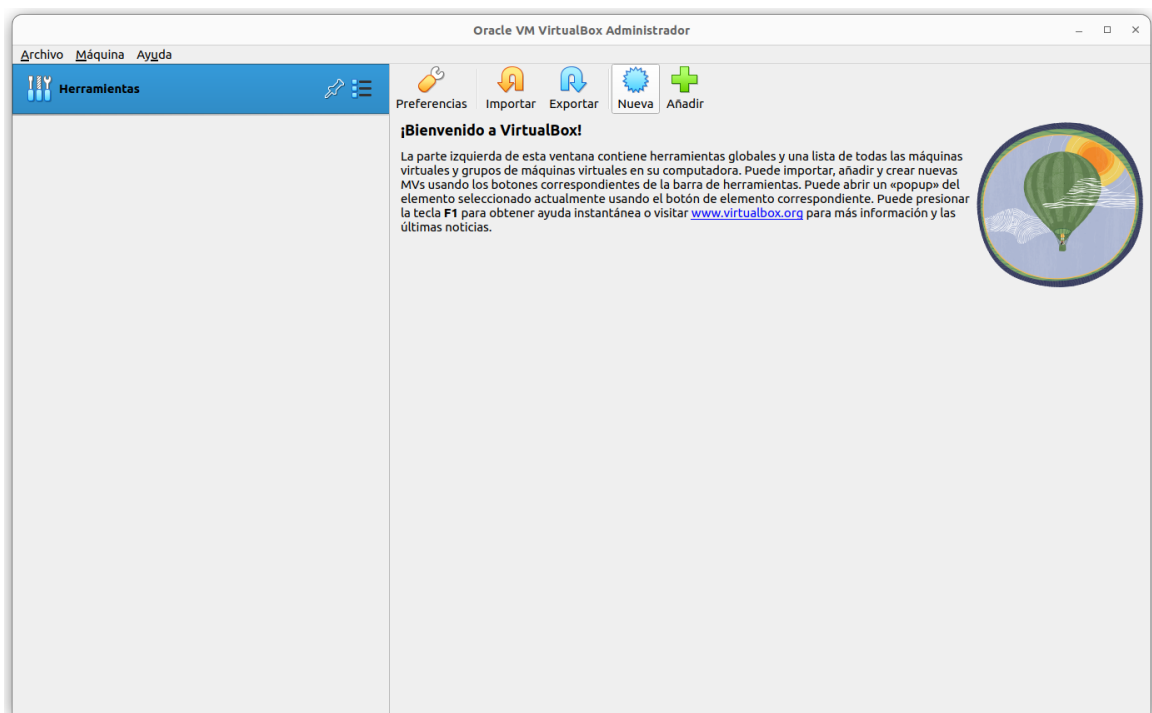 Oracle VM VirtualBox Administrador
Archivo Máquina Ayuda
Herramientas
Preferencias Importar Exportar Nueva Añadir
¡Bienvenido a VirtualBox!
La parte izquierda de esta ventana contiene herramientas globales y una lista de todas las máquinas
virtuales y grupos de máquinas virtuales en su computadora. Puede importar, añadir y crear nuevas
MVs usando los botones correspondientes de la barra de herramientas. Puede abrir un «popup» del
elemento seleccionado actualmente usando el botón de elemento correspondiente. Puede presionar
la tecla F1 para obtener ayuda instantánea o visitar www.virtualbox.org para más información y las
últimas noticias.